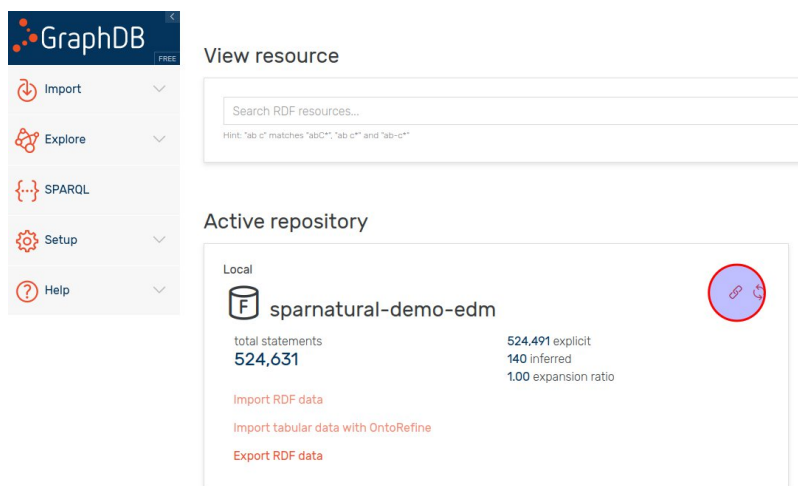 GraphDB
FREE
Import
Explore
{...} SPARQL
Setup
? Help
View resource
Search RDF resources...
Hint: "ab c" matches "abC*", "ab c*" and "ab-c*"
Active repository
Local
F sparnatural-demo-edm
total statements
524,631
524,491 explicit
140 inferred
1.00 expansion ratio
Import RDF data
Import tabular data with OntoRefine
Export RDF data